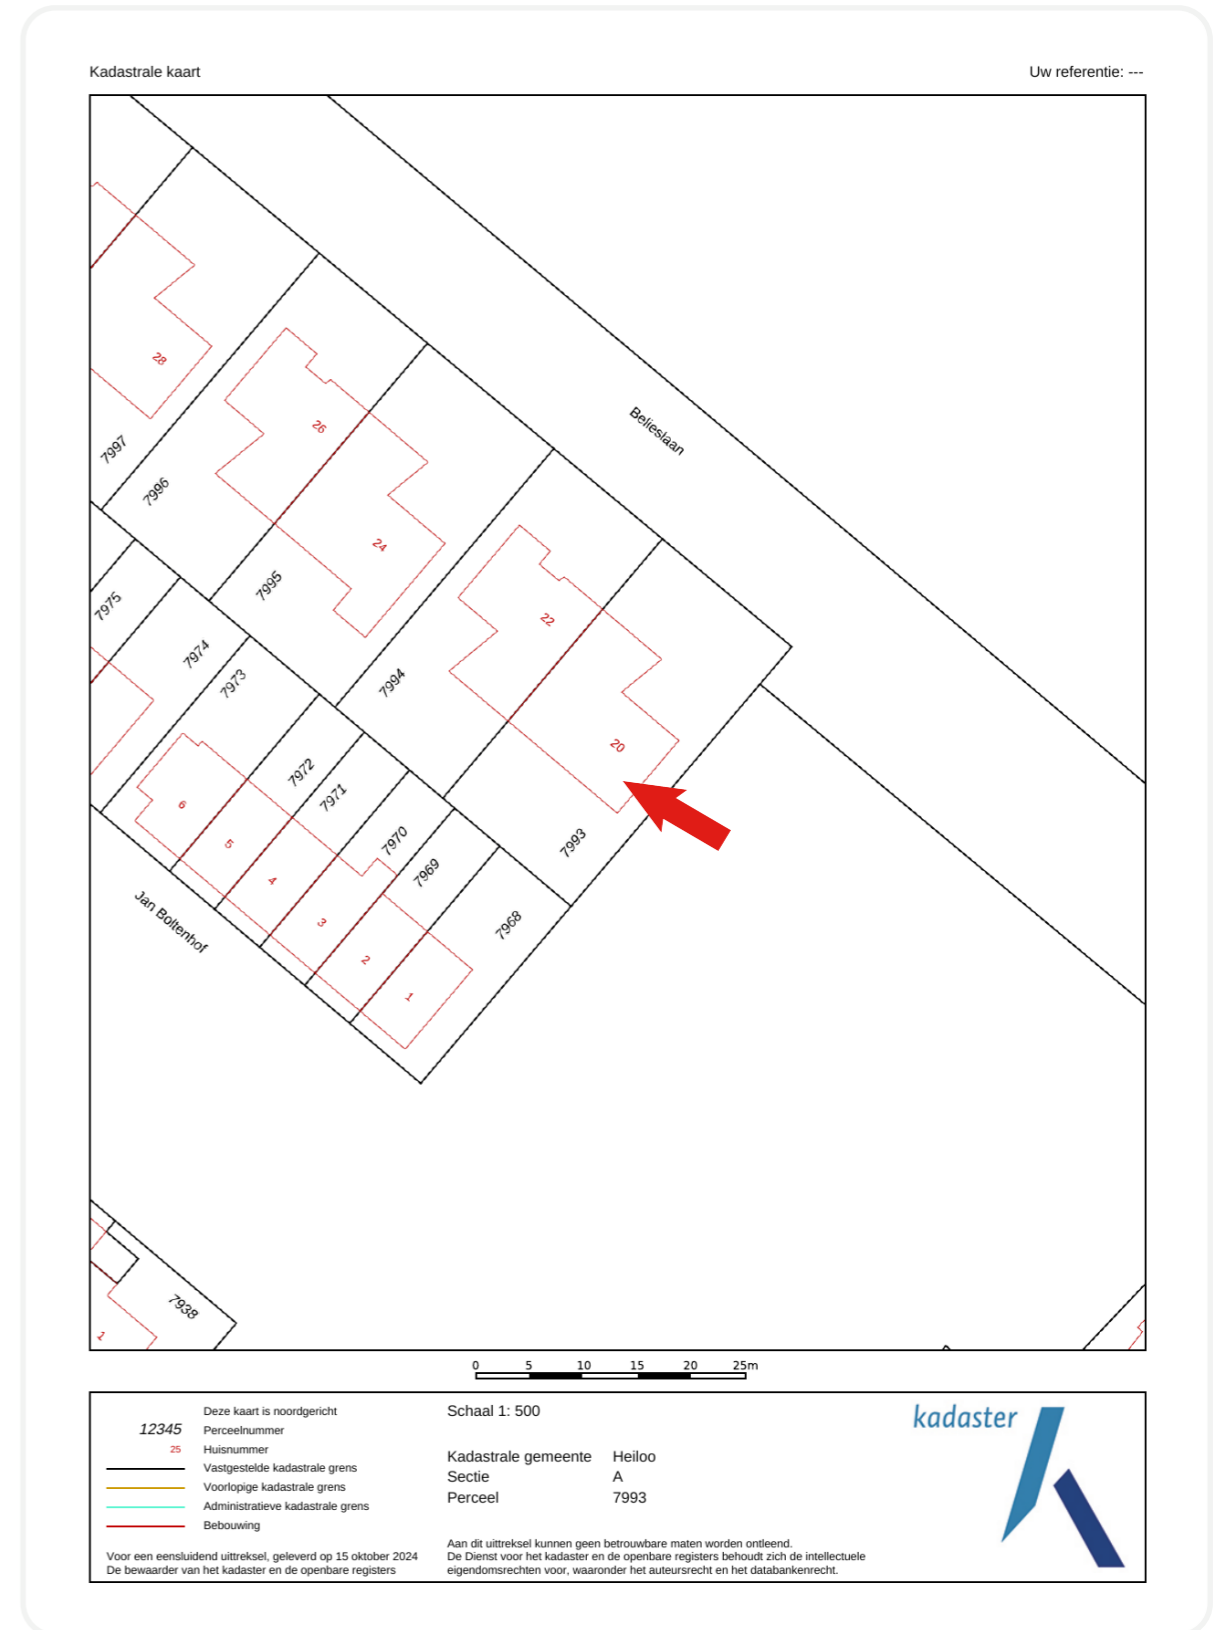 Kadastrale kaart
Uw referentie: ---
28
7997
7996
26
Belieslaan
24
7995
7975
7974
7973
7994
22
20
7972
7971
7970
7969
7993
7968
6
5
4
3
2
1
Jan Boltenhof
7938
1
0 5 10 15 20 25m
Deze kaart is noordgericht
12345 Perceelnummer
25 Huisnummer
Vastgestelde kadastrale grens
Voorlopige kadastrale grens
Administratieve kadastrale grens
Bebouwing
Voor een eensluidend uittreksel, geleverd op 15 oktober 2024
De bewaarder van het kadaster en de openbare registers
Schaal 1: 500
Kadastrale gemeente Heiloo
Sectie A
Perceel 7993
Aan dit uittreksel kunnen geen betrouwbare maten worden ontleend.
De Dienst voor het kadaster en de openbare registers behoudt zich de intellectuele
eigendomsrechten voor, waaronder het auteursrecht en het databankenrecht.
kadaster